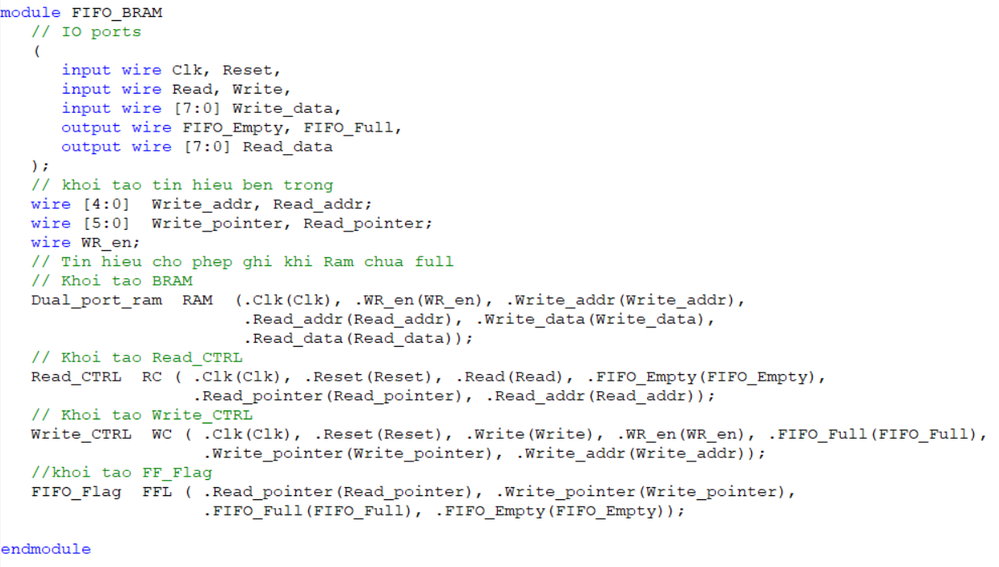 module FIFO_BRAM
// IO ports
(
input wire Clk, Reset,
input wire Read, Write,
input wire [7:0] Write_data,
output wire FIFO_Empty, FIFO_Full,
output wire [7:0] Read_data
);
// khoi tao tin hieu ben trong
wire [4:0]  Write_addr, Read_addr;
wire [5:0]  Write_pointer, Read_pointer;
wire WR_en;
// Tin hieu cho phep ghi khi Ram chua full
// Khoi tao BRAM
Dual_port_ram  RAM  (.Clk(Clk), .WR_en(WR_en), .Write_addr(Write_addr),
.Read_addr(Read_addr), .Write_data(Write_data),
.Read_data(Read_data));
// Khoi tao Read_CTRL
Read_CTRL  RC ( .Clk(Clk), .Reset(Reset), .Read(Read), .FIFO_Empty(FIFO_Empty),
.Read_pointer(Read_pointer), .Read_addr(Read_addr));
// Khoi tao Write_CTRL
Write_CTRL  WC ( .Clk(Clk), .Reset(Reset), .Write(Write), .WR_en(WR_en), .FIFO_Full(FIFO_Full),
.Write_pointer(Write_pointer), .Write_addr(Write_addr));
//khoi tao FF_Flag
FIFO_Flag  FFL ( .Read_pointer(Read_pointer), .Write_pointer(Write_pointer),
.FIFO_Full(FIFO_Full), .FIFO_Empty(FIFO_Empty));
endmodule